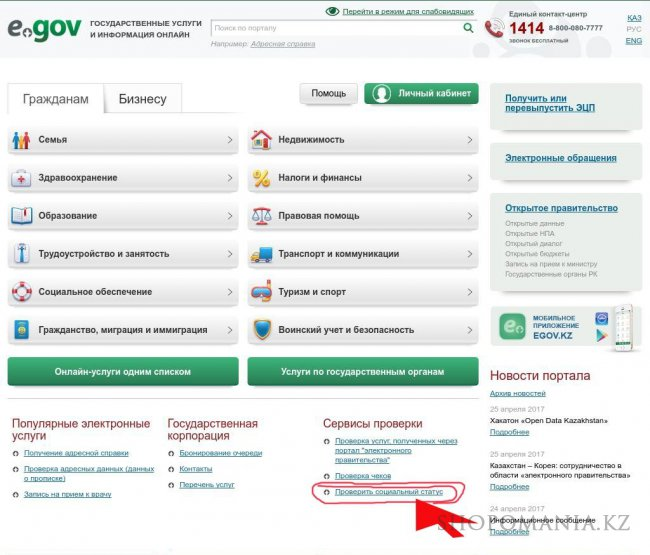 Перейти в режим для слабовидящих
egov ГОСУДАРСТВЕННЫЕ УСЛУГИ
И ИНФОРМАЦИЯ ОНЛАЙН
Поиск по порталу
Например: Адресная справка
Единый контакт-центр
1414 8-800-080-7777
ЗВОНОК БЕСПЛАТНЫЙ
ҚАЗ
РУС
ENG
Гражданам
Бизнесу
Помощь
Личный кабинет
Семья
Недвижимость
Здравоохранение
Налоги и финансы
Образование
Правовая помощь
Трудоустройство и занятость
Транспорт и коммуникации
Социальное обеспечение
Туризм и спорт
Гражданство, миграция и иммиграция
Воинский учет и безопасность
Онлайн-услуги одним списком
Услуги по государственным органам
Популярные электронные
услуги
Получение адресной справки
Проверка адресных данных (данных
о прописке)
Запись на прием к врачу
Государственная
корпорация
Бронирование очереди
Контакты
Перечень услуг
Сервисы проверки
Проверка услуг, полученных через
портал "электронного
правительства"
Проверка чеков
Проверить социальный статус
Получить или
перевыпустить ЭЦП
Электронные обращения
Открытое правительство
Открытые данные
Открытые НПА
Открытый диалог
Открытые бюджеты
Запись на прием к министру
Государственные органы РК
МОБИЛЬНОЕ
ПРИЛОЖЕНИЕ
EGOV.KZ
Новости портала
Архив новостей
25 апреля 2017
Хакатон «Open Data Kazakhstan»
Подробнее
25 апреля 2017
Казахстан – Корея: сотрудничество в
области «электронного правительства»
Подробнее
24 апреля 2017
Информационное сообщение
Подробнее
SHOPOMANIA.KZ